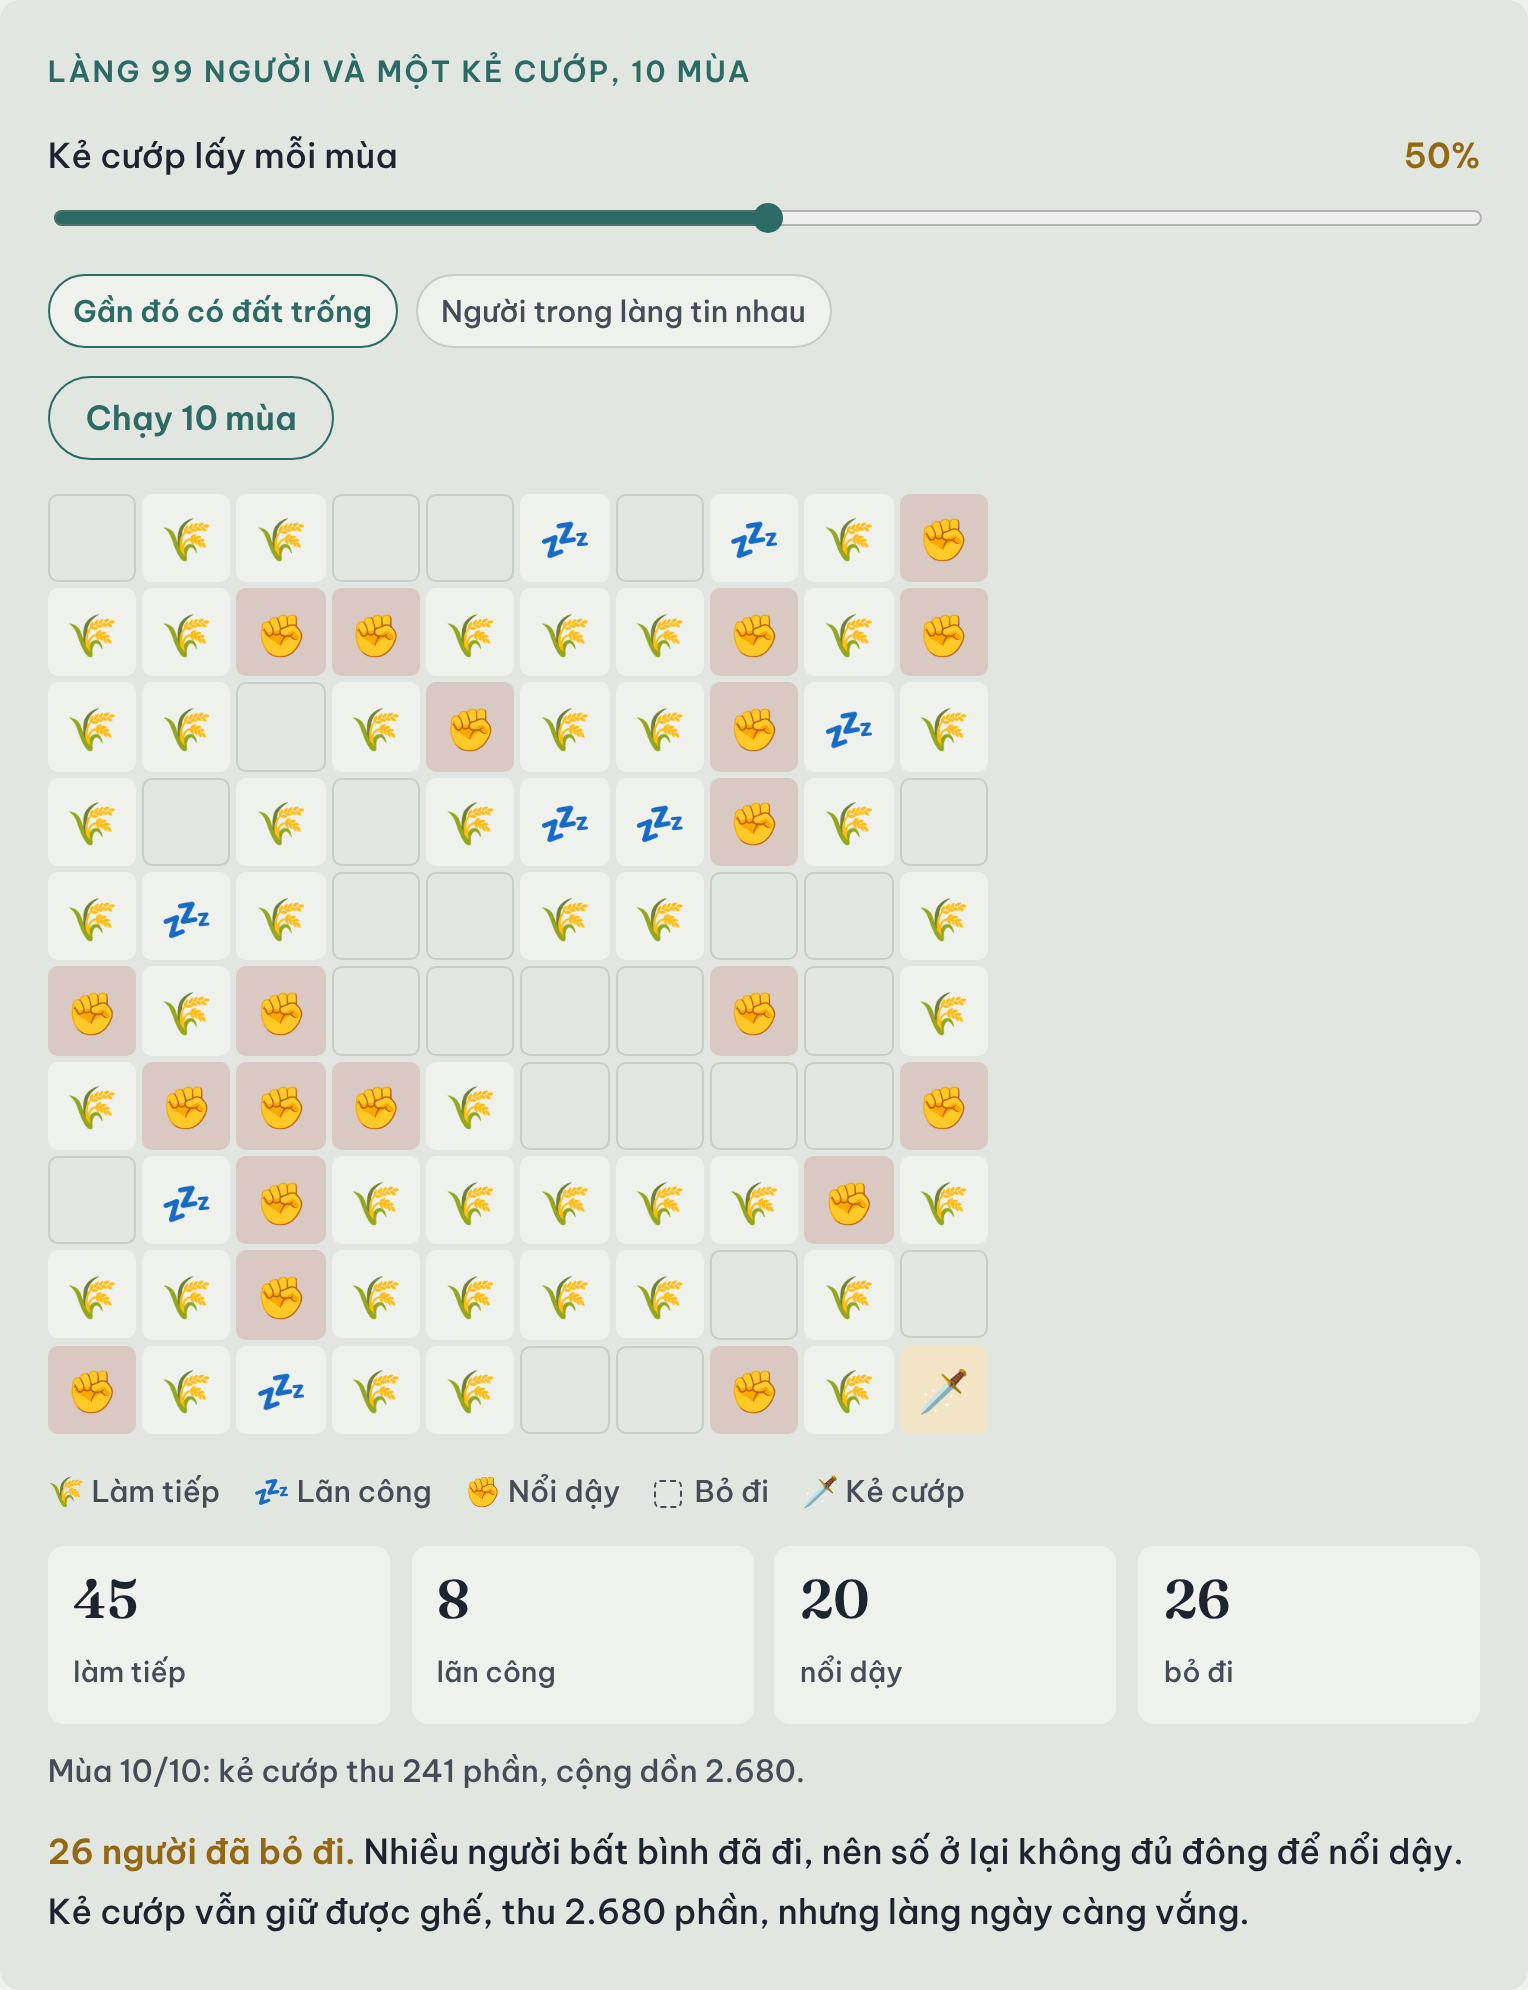 LÀNG 99 NGƯỜI VÀ MỘT KẺ CƯỚP, 10 MÙA
Kẻ cướp lấy mỗi mùa 50%
Gần đó có đất trống Người trong làng tin nhau
Chạy 10 mùa
Làm tiếp Lãn công Nổi dậy Bỏ đi Kẻ cướp
45 8 20 26
làm tiếp lãn công nổi dậy bỏ đi
Mùa 10/10: kẻ cướp thu 241 phần, cộng dồn 2.680.
26 người đã bỏ đi. Nhiều người bất bình đã đi, nên số ở lại không đủ đông để nổi dậy.
Kẻ cướp vẫn giữ được ghế, thu 2.680 phần, nhưng làng ngày càng vắng.